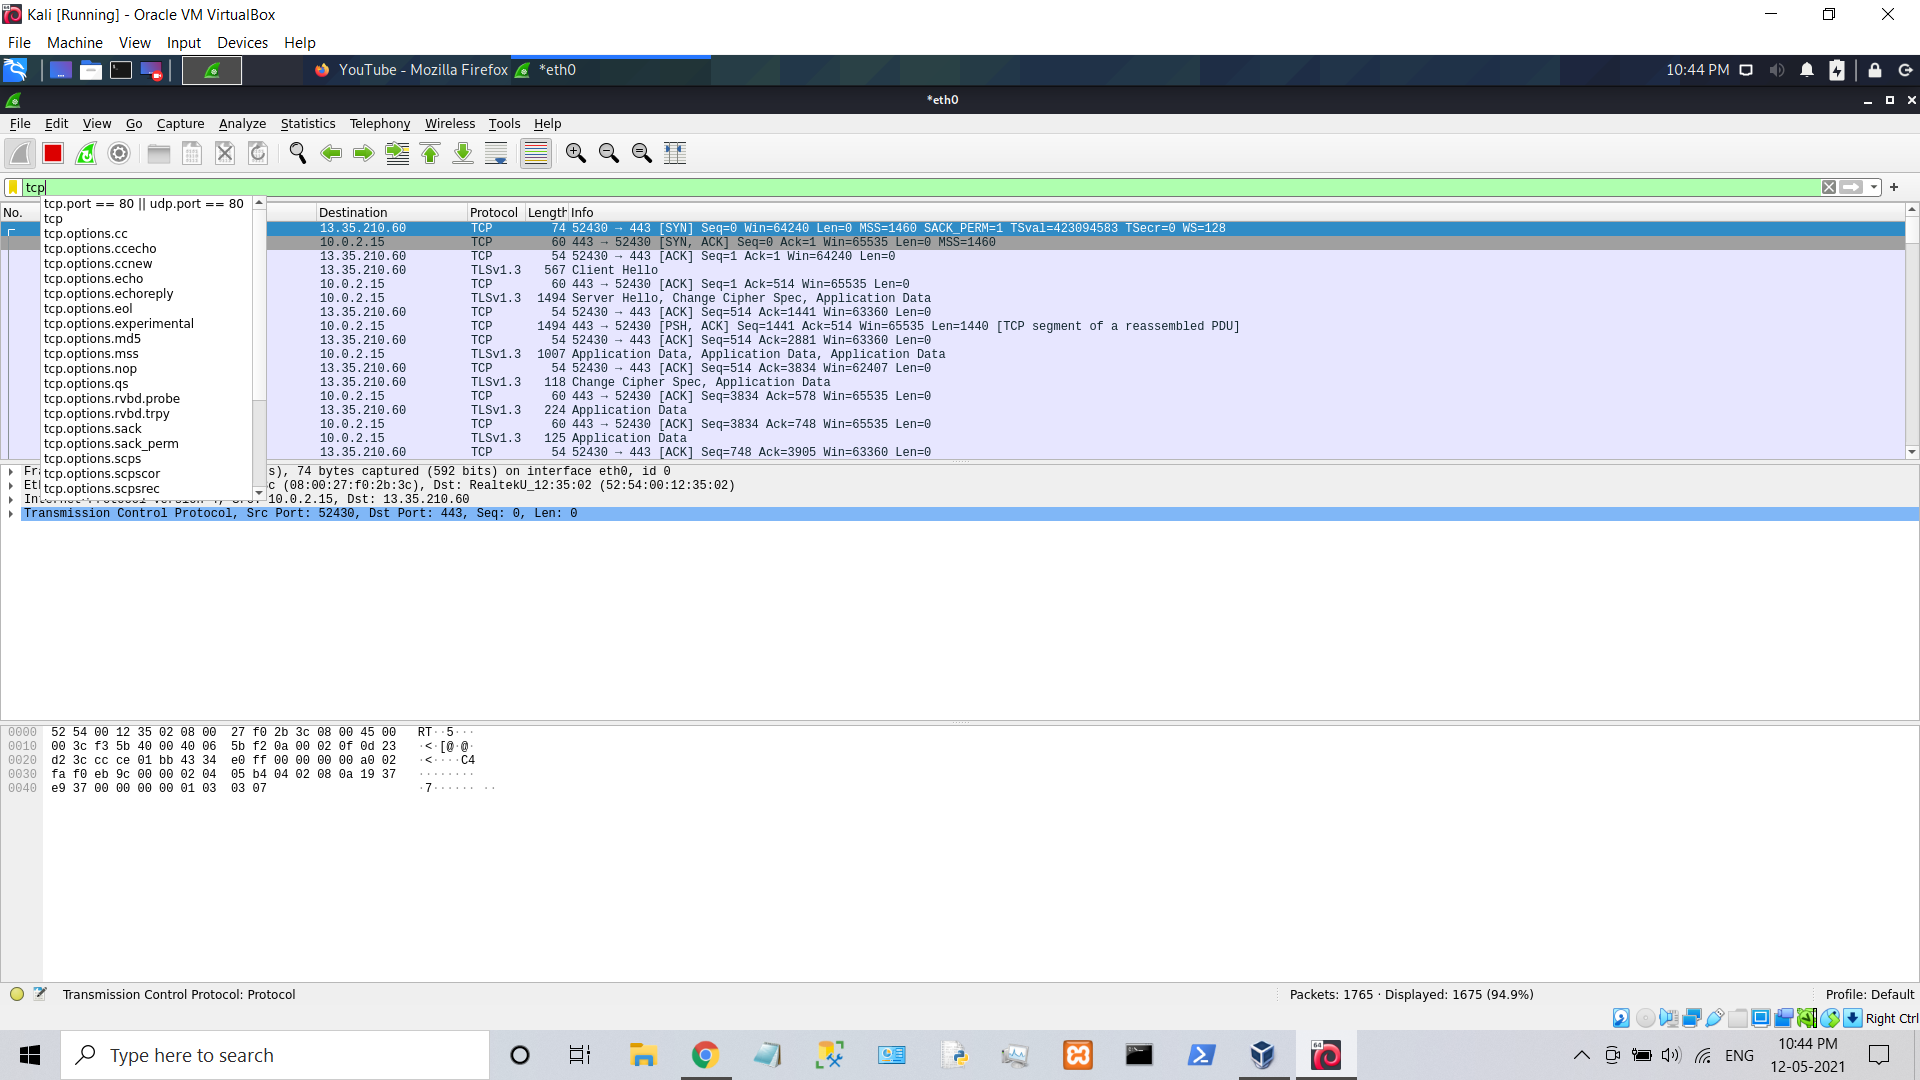 Kali [Running] - Oracle VM VirtualBox
File Machine View Input Devices Help
YouTube - Mozilla Firefox *eth0 10:44 PM
*eth0
File Edit View Go Capture Analyze Statistics Telephony Wireless Tools Help
tcp
tcp.port == 80 || udp.port == 80
tcp
tcp.options.cc
tcp.options.ccecho
tcp.options.ccnew
tcp.options.echo
tcp.options.echoreply
tcp.options.eol
tcp.options.experimental
tcp.options.md5
tcp.options.mss
tcp.options.nop
tcp.options.qs
tcp.options.rvbd.probe
tcp.options.rvbd.trpy
tcp.options.sack
tcp.options.sack_perm
tcp.options.scps
tcp.options.scpscor
tcp.options.scpsrec
No. Destination Protocol Length Info
13.35.210.60 TCP 74 52430 → 443 [SYN] Seq=0 Win=64240 Len=0 MSS=1460 SACK_PERM=1 TSval=423094583 TSecr=0 WS=128
10.0.2.15 TCP 60 443 → 52430 [SYN, ACK] Seq=0 Ack=1 Win=65535 Len=0 MSS=1460
13.35.210.60 TCP 54 52430 → 443 [ACK] Seq=1 Ack=1 Win=64240 Len=0
13.35.210.60 TLSv1.3 567 Client Hello
10.0.2.15 TCP 60 443 → 52430 [ACK] Seq=1 Ack=514 Win=65535 Len=0
10.0.2.15 TLSv1.3 1494 Server Hello, Change Cipher Spec, Application Data
13.35.210.60 TCP 54 52430 → 443 [ACK] Seq=514 Ack=1441 Win=63360 Len=0
10.0.2.15 TCP 1494 443 → 52430 [PSH, ACK] Seq=1441 Ack=514 Win=65535 Len=1440 [TCP segment of a reassembled PDU]
13.35.210.60 TCP 54 52430 → 443 [ACK] Seq=514 Ack=2881 Win=63360 Len=0
10.0.2.15 TLSv1.3 1007 Application Data, Application Data, Application Data
13.35.210.60 TCP 54 52430 → 443 [ACK] Seq=514 Ack=3834 Win=62407 Len=0
13.35.210.60 TLSv1.3 118 Change Cipher Spec, Application Data
10.0.2.15 TCP 60 443 → 52430 [ACK] Seq=3834 Ack=578 Win=65535 Len=0
13.35.210.60 TLSv1.3 224 Application Data
10.0.2.15 TCP 60 443 → 52430 [ACK] Seq=3834 Ack=748 Win=65535 Len=0
10.0.2.15 TLSv1.3 125 Application Data
13.35.210.60 TCP 54 52430 → 443 [ACK] Seq=748 Ack=3905 Win=63360 Len=0
Fra s), 74 bytes captured (592 bits) on interface eth0, id 0
Eth c (08:00:27:f0:2b:3c), Dst: RealtekU_12:35:02 (52:54:00:12:35:02)
10.0.2.15, Dst: 13.35.210.60
Transmission Control Protocol, Src Port: 52430, Dst Port: 443, Seq: 0, Len: 0
0000 52 54 00 12 35 02 08 00 27 f0 2b 3c 08 00 45 00 RT··5···
0010 00 3c f3 5b 40 00 40 06 5b f2 0a 00 02 0f 0d 23 ·<·[@·@·
0020 d2 3c cc ce 01 bb 43 34 e0 ff 00 00 00 00 a0 02 ·<····C4
0030 fa f0 eb 9c 00 00 02 04 05 b4 04 02 08 0a 19 37 ········
0040 e9 37 00 00 00 00 01 03 03 07 ·7······ ··
Transmission Control Protocol: Protocol Packets: 1765 · Displayed: 1675 (94.9%) Profile: Default
Right Ctrl
Type here to search ENG 10:44 PM
12-05-2021